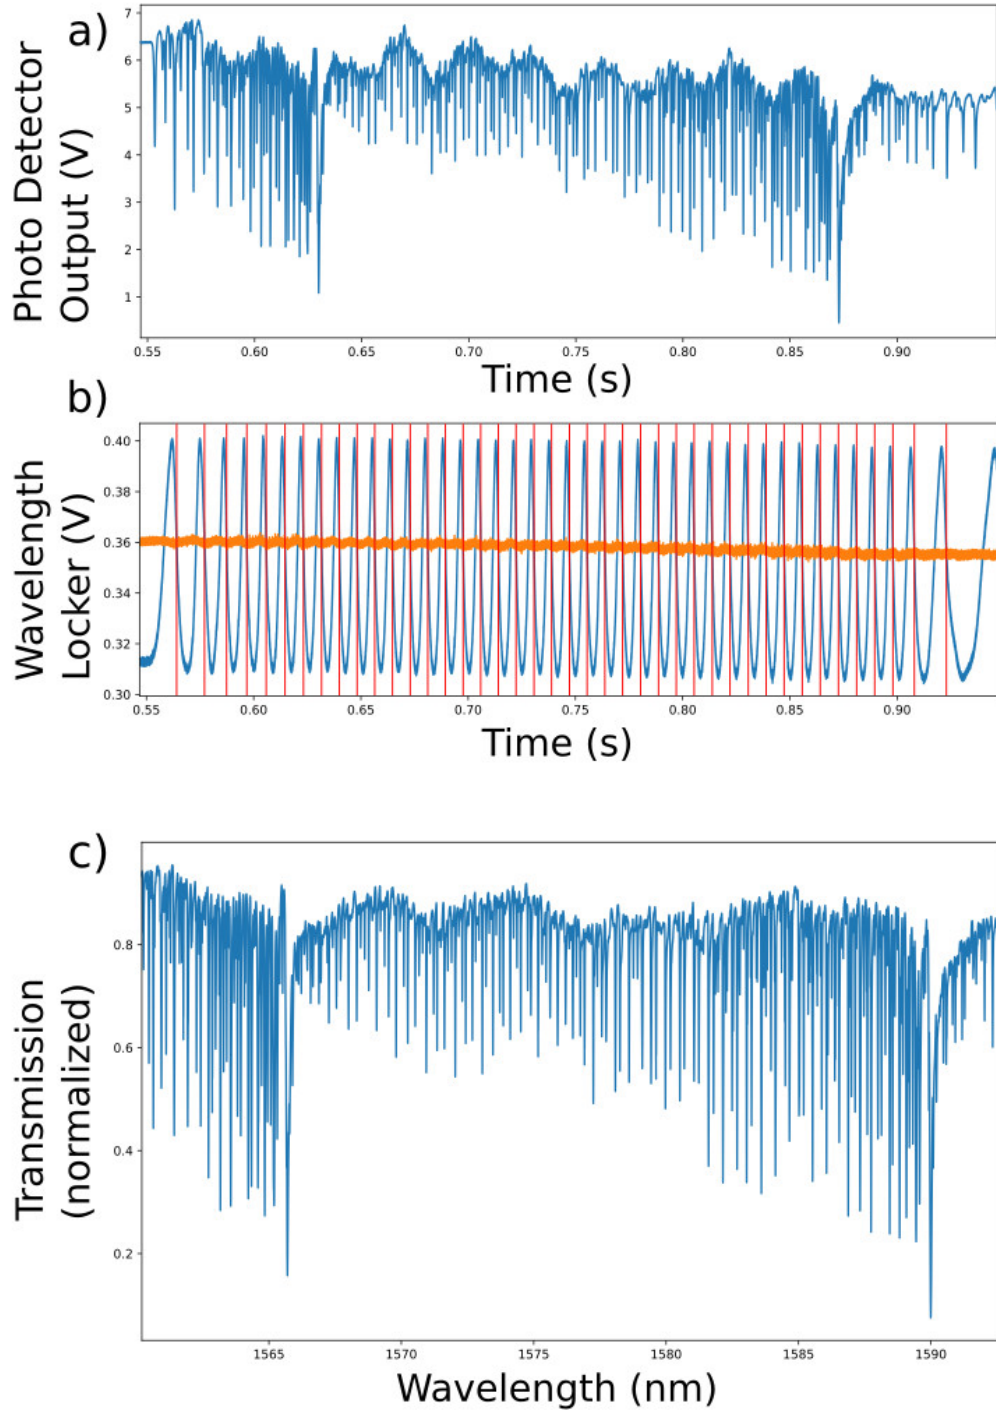 a)
Photo Detector
Output (V)
7
6
5
4
3
2
1
0.55 0.60 0.65 0.70 0.75 0.80 0.85 0.90
Time (s)
b)
Wavelength
Locker (V)
0.40
0.38
0.36
0.34
0.32
0.30
0.55 0.60 0.65 0.70 0.75 0.80 0.85 0.90
Time (s)
c)
Transmission
(normalized)
0.8
0.6
0.4
0.2
1565 1570 1575 1580 1585 1590
Wavelength (nm)